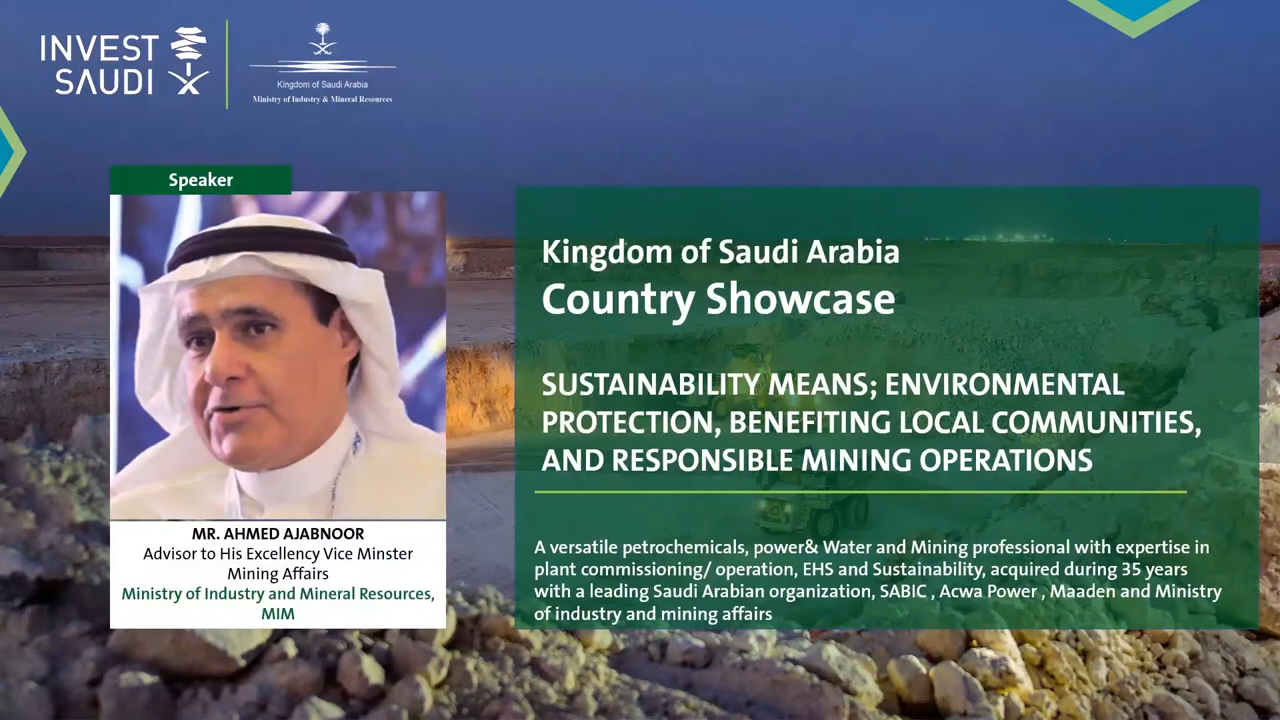 INVEST
SAUDI
Kingdom of Saudi Arabia
Ministry of Industry & Mineral Resources
Speaker
MR. AHMED AJABNOOR
Advisor to His Excellency Vice Minster
Mining Affairs
Ministry of Industry and Mineral Resources,
MIM
Kingdom of Saudi Arabia
Country Showcase
SUSTAINABILITY MEANS; ENVIRONMENTAL
PROTECTION, BENEFITING LOCAL COMMUNITIES,
AND RESPONSIBLE MINING OPERATIONS
A versatile petrochemicals, power& Water and Mining professional with expertise in
plant commissioning/ operation, EHS and Sustainability, acquired during 35 years
with a leading Saudi Arabian organization, SABIC , Acwa Power , Maaden and Ministry
of industry and mining affairs